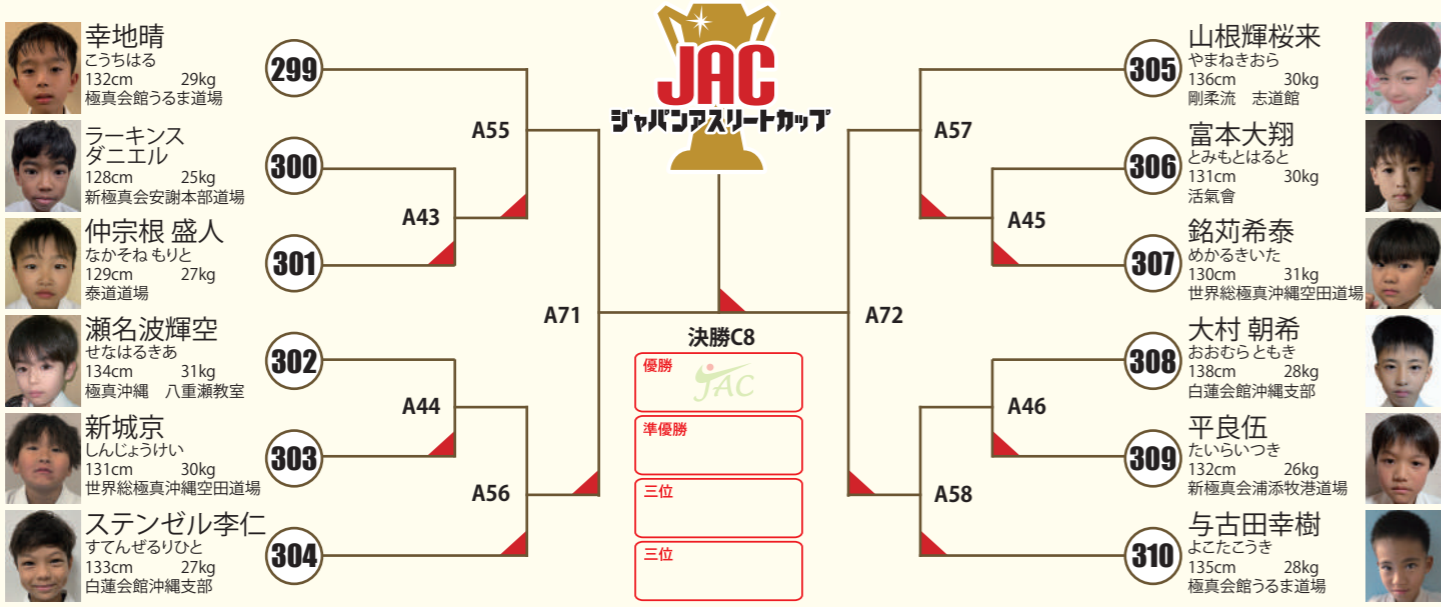 幸地晴
こうちはる
132cm 29kg
極真会館うるま道場
299
ラーキンス
ダニエル
128cm 25kg
新極真会安謝本部道場
300
仲宗根 盛人
なかそね もりと
129cm 27kg
泰道道場
301
瀬名波輝空
せなはるきあ
134cm 31kg
極真沖縄 八重瀬教室
302
新城京
しんじょうけい
131cm 30kg
世界総極真沖縄空田道場
303
ステンゼル李仁
すてんぜるりひと
133cm 27kg
白蓮会館沖縄支部
304
A55
A43
A71
A44
A56
JAC
ジャパンアスリートカップ
決勝C8
優勝
JAC
準優勝
三位
三位
A57
A45
A72
A46
A58
305
山根輝桜来
やまねきおら
136cm 30kg
剛柔流 志道館
306
富本大翔
とみもとはると
131cm 30kg
活氣會
307
銘苅希泰
めかるきいた
130cm 31kg
世界総極真沖縄空田道場
308
大村 朝希
おおむら ともき
138cm 28kg
白蓮会館沖縄支部
309
平良伍
たいらいつき
132cm 26kg
新極真会浦添牧港道場
310
与古田幸樹
よこたこうき
135cm 28kg
極真会館うるま道場